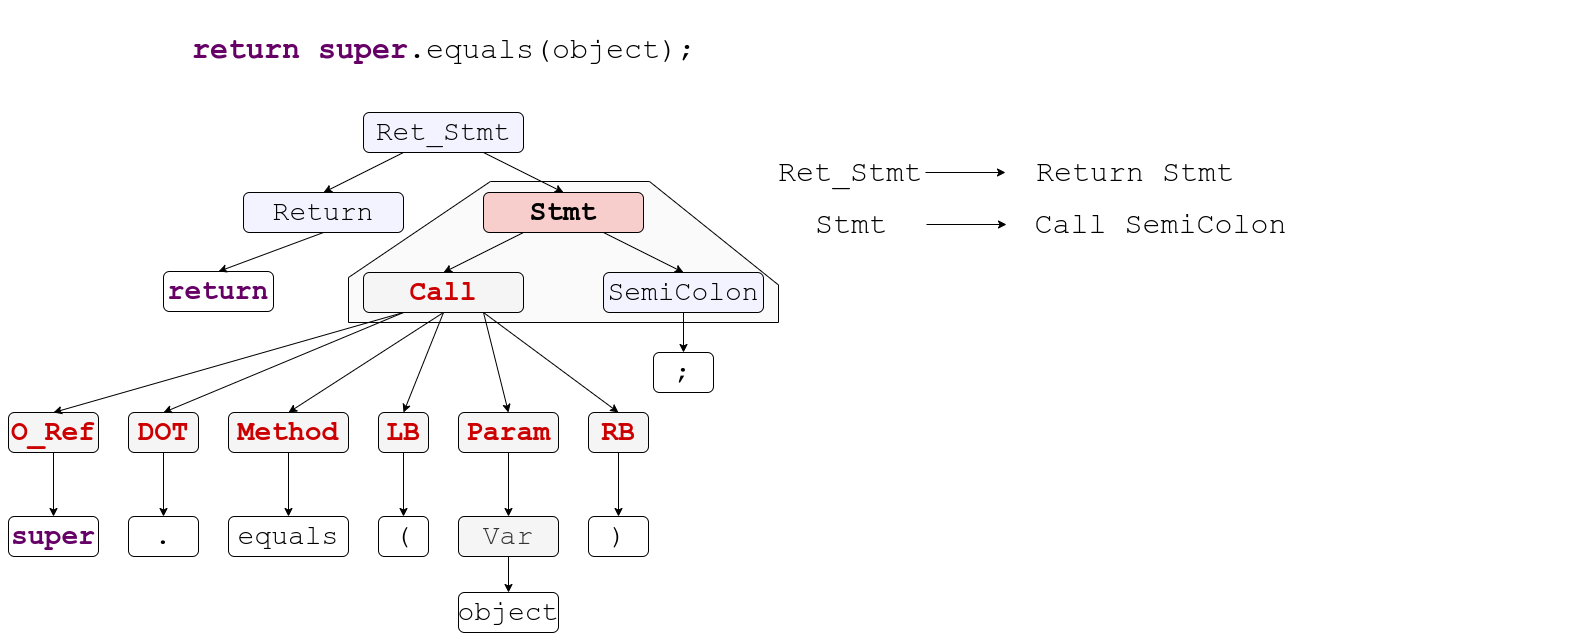 return super.equals(object);
Ret_Stmt
Ret_Stmt Return Stmt
Return Stmt
Stmt Call SemiColon
return Call SemiColon
;
O_Ref DOT Method LB Param RB
super . equals ( Var )
object